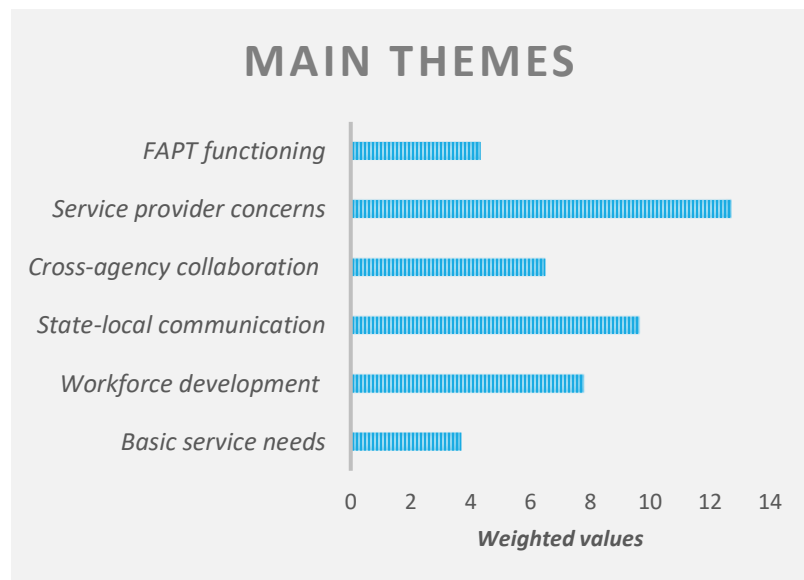 MAIN THEMES
FAPT functioning
Service provider concerns
Cross-agency collaboration
State-local communication
Workforce development
Basic service needs
0 2 4 6 8 10 12 14
Weighted values